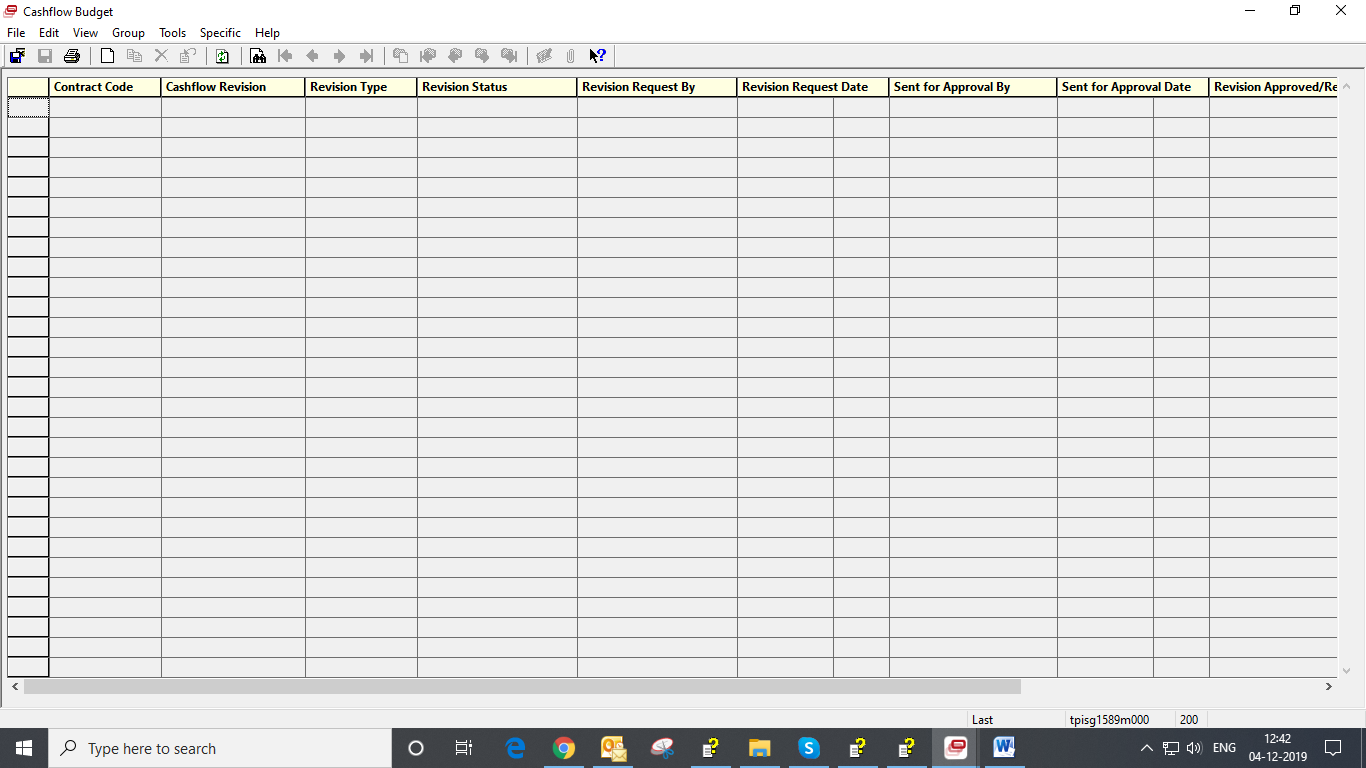 Cashflow Budget
File Edit View Group Tools Specific Help
Contract Code Cashflow Revision Revision Type Revision Status Revision Request By Revision Request Date Sent for Approval By Sent for Approval Date Revision Approved/Re
Last tpisg1589m000 200
Type here to search
ENG
12:42
04-12-2019